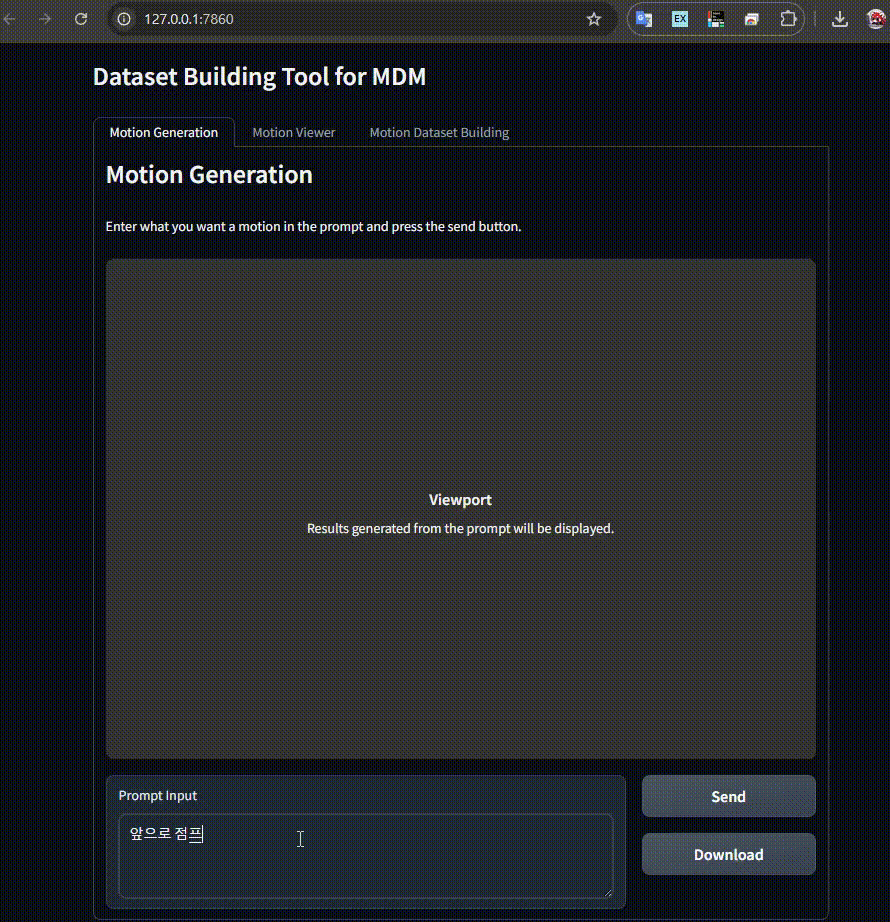 127.0.0.1:7860
EX
Dataset Building Tool for MDM
Motion Generation
Motion Viewer
Motion Dataset Building
Motion Generation
Enter what you want a motion in the prompt and press the send button.
Viewport
Results generated from the prompt will be displayed.
Prompt Input
앞으로 점프
Send
Download